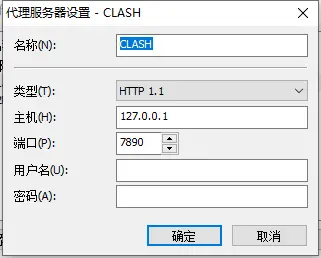 代理服务器设置 - CLASH
名称(N): CLASH
类型(T): HTTP 1.1
主机(H): 127.0.0.1
端口(P): 7890
用户名(U):
密码(A):
确定 取消